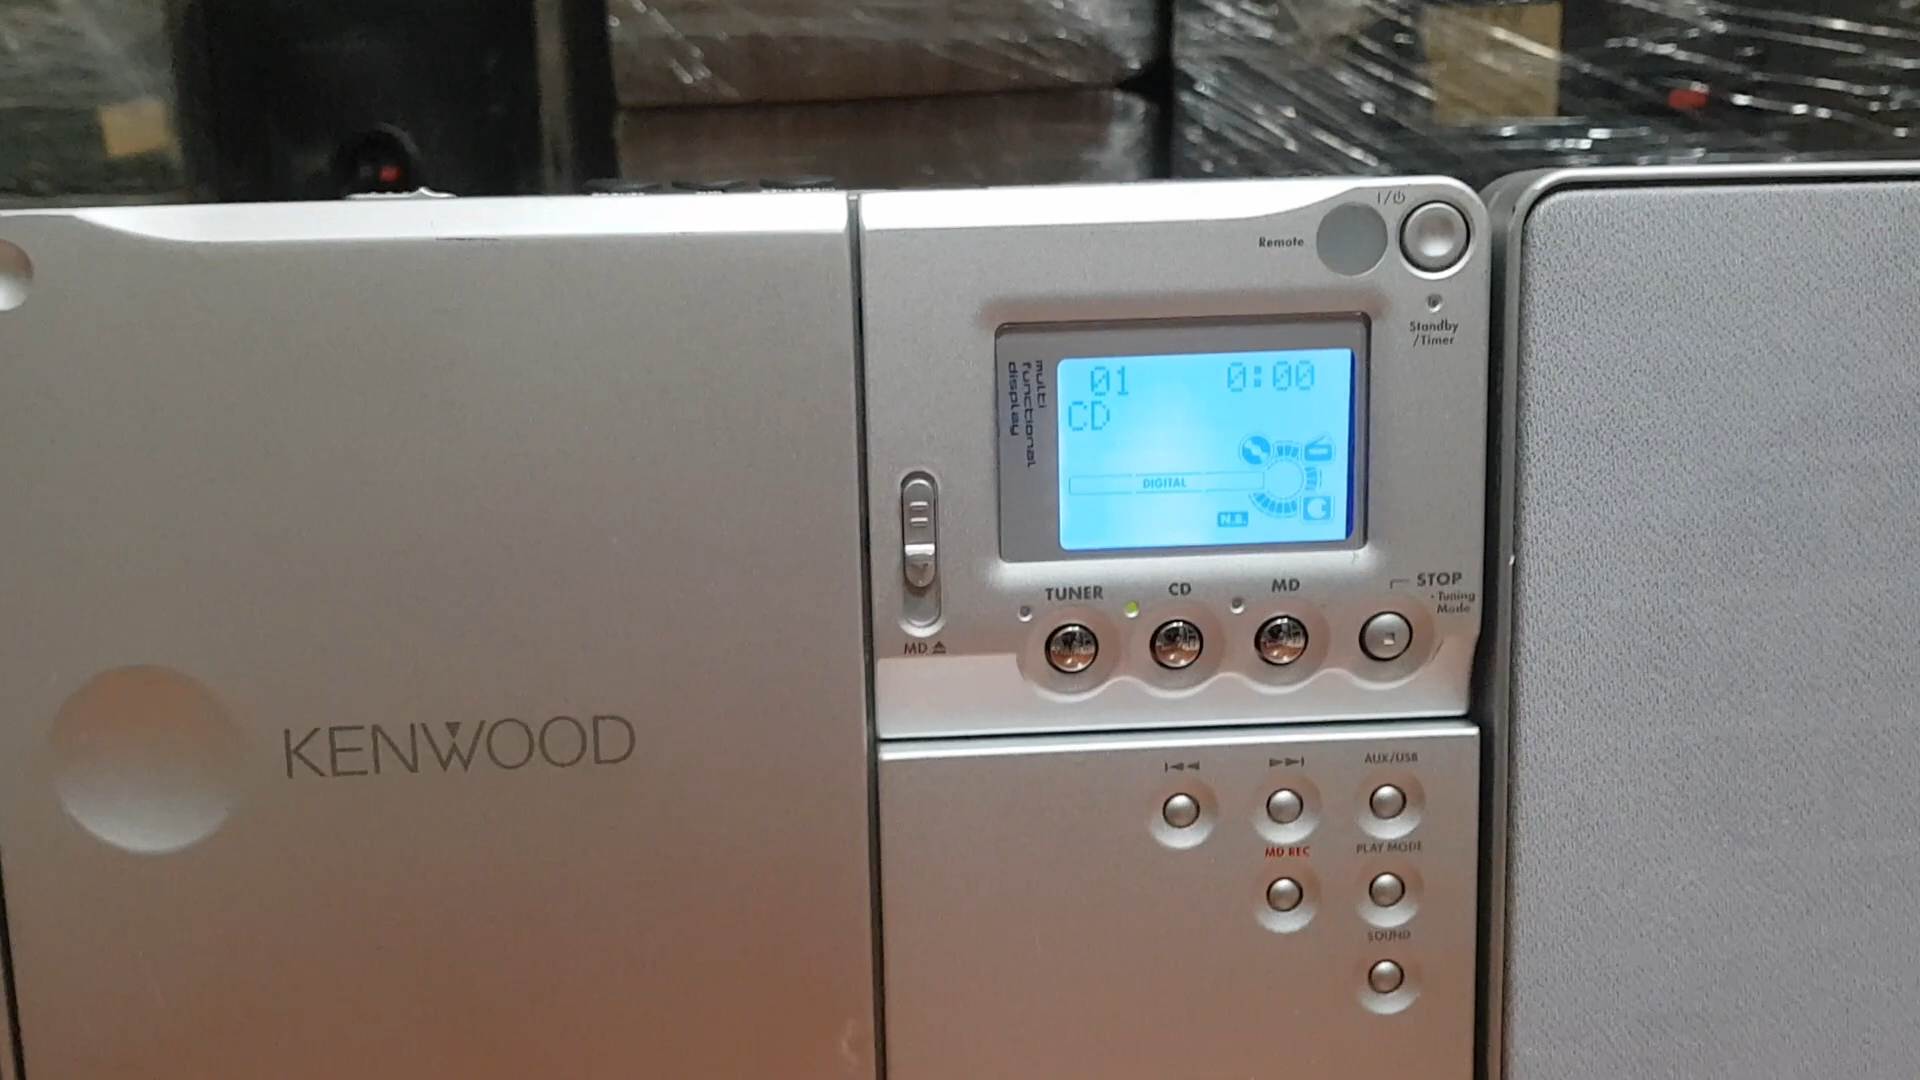 I/⏻
Remote
Standby
/Timer
multi
functional
display
01 0:00
CD
DIGITAL
N.B.
TUNER
CD
MD
STOP
• Tuning
Mode
MD ⏏
KENWOOD
AUX/USB
MD REC
PLAY MODE
SOUND